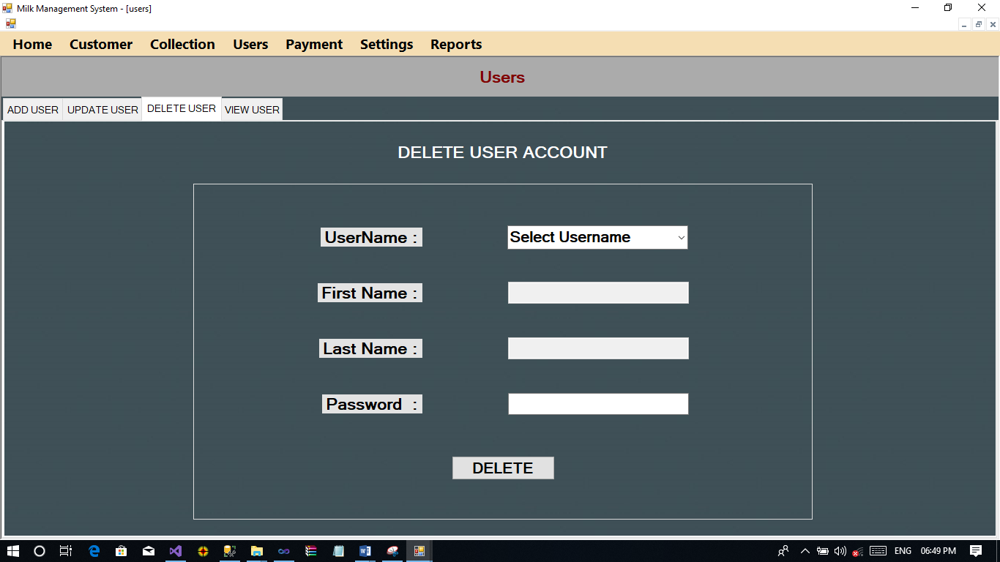 Milk Management System - [users]
Home Customer Collection Users Payment Settings Reports
Users
ADD USER UPDATE USER DELETE USER VIEW USER
DELETE USER ACCOUNT
UserName : Select Username
First Name :
Last Name :
Password :
DELETE
ENG 06:49 PM